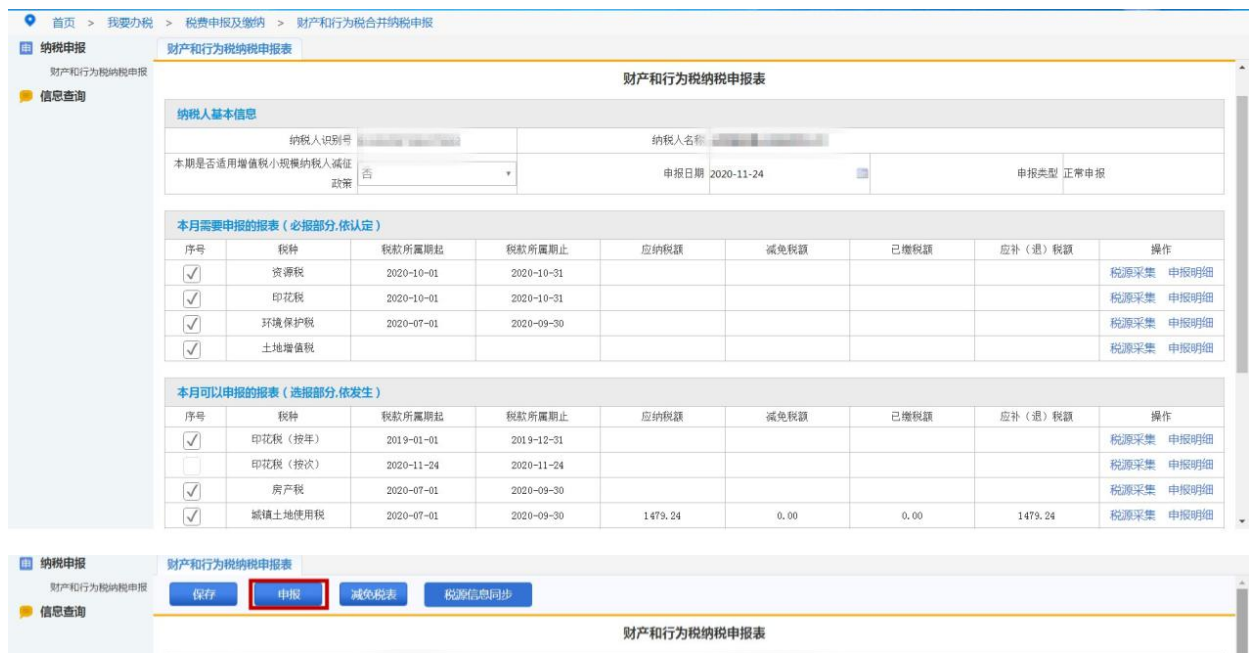 首页 > 我要办税 > 税费申报及缴纳 > 财产和行为税合并纳税申报
纳税申报
财产和行为税纳税申报
信息查询
财产和行为税纳税申报表
财产和行为税纳税申报表
纳税人基本信息
纳税人识别号 纳税人名称
本期是否适用增值税小规模纳税人减征政策 否 申报日期 2020-11-24 申报类型 正常申报
本月需要申报的报表（必报部分,依认定）
序号 税种 税款所属期起 税款所属期止 应纳税额 减免税额 已缴税额 应补（退）税额 操作
资源税 2020-10-01 2020-10-31 税源采集 申报明细
印花税 2020-10-01 2020-10-31 税源采集 申报明细
环境保护税 2020-07-01 2020-09-30 税源采集 申报明细
土地增值税 税源采集 申报明细
本月可以申报的报表（选报部分,依发生）
序号 税种 税款所属期起 税款所属期止 应纳税额 减免税额 已缴税额 应补（退）税额 操作
印花税（按年） 2019-01-01 2019-12-31 税源采集 申报明细
印花税（按次） 2020-11-24 2020-11-24 税源采集 申报明细
房产税 2020-07-01 2020-09-30 税源采集 申报明细
城镇土地使用税 2020-07-01 2020-09-30 1479.24 0.00 0.00 1479.24 税源采集 申报明细
纳税申报
财产和行为税纳税申报
信息查询
财产和行为税纳税申报表
保存 申报 减免税表 税源信息同步
财产和行为税纳税申报表